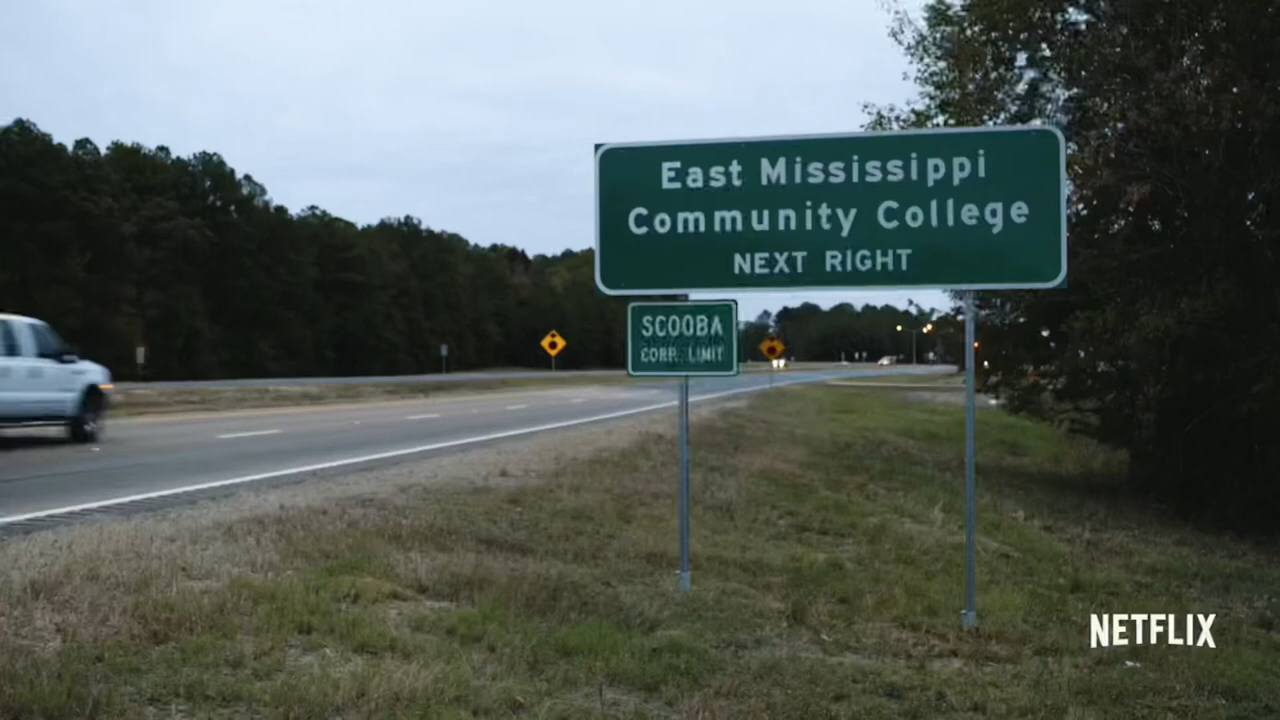 East Mississippi
Community College
NEXT RIGHT
SCOOBA
CORP. LIMIT
NETFLIX